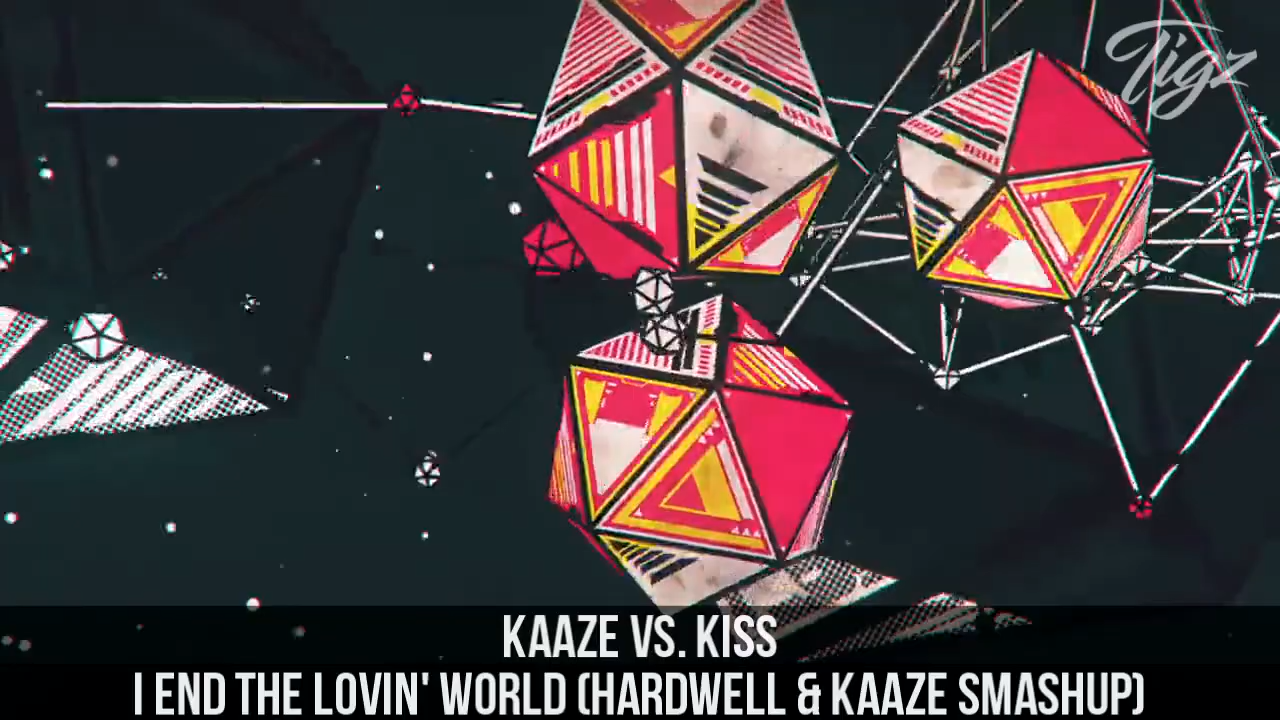 Tigz
KAAZE VS. KISS
I END THE LOVIN' WORLD (HARDWELL & KAAZE SMASHUP)